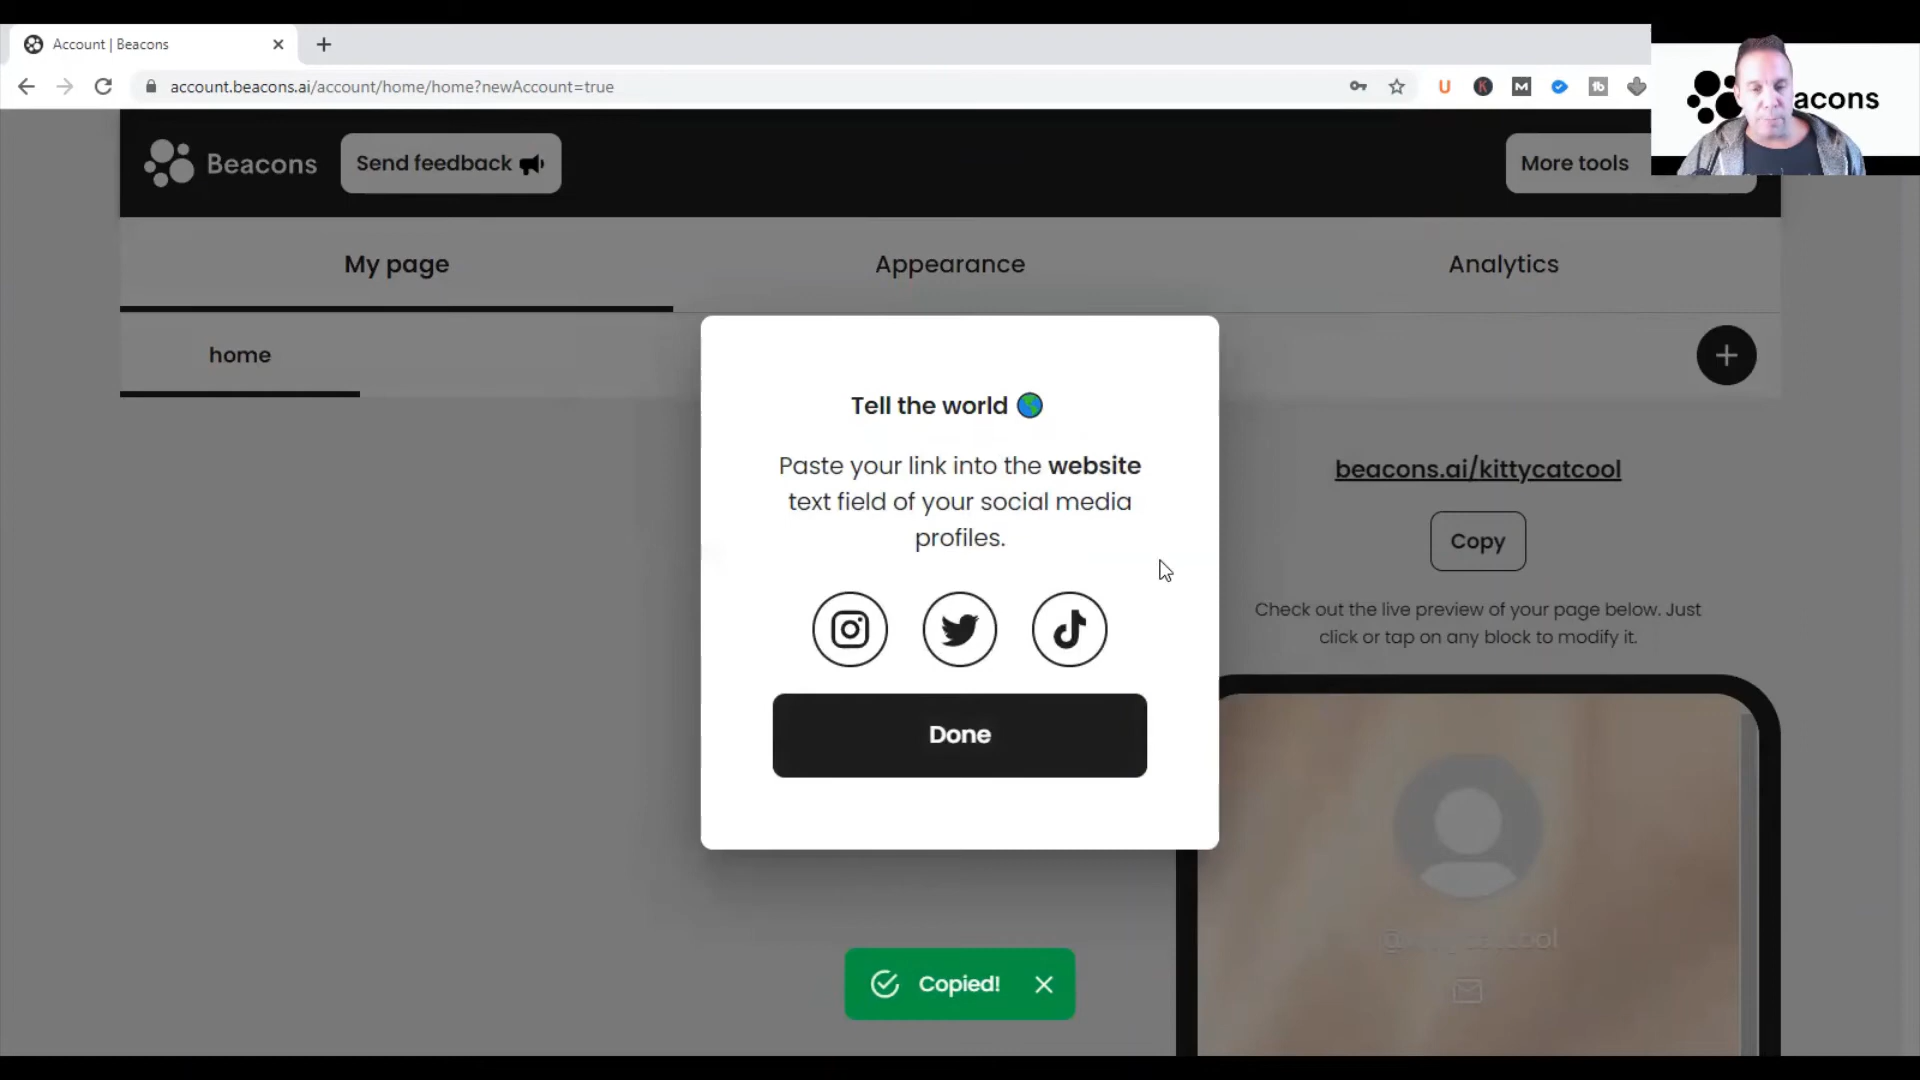 Account | Beacons
account.beacons.ai/account/home/home?newAccount=true
acons
Beacons
Send feedback
More tools
My page
Appearance
Analytics
home
Tell the world
Paste your link into the website
text field of your social media
profiles.
Done
beacons.ai/kittycatcool
Copy
Check out the live preview of your page below. Just
click or tap on any block to modify it.
Copied!